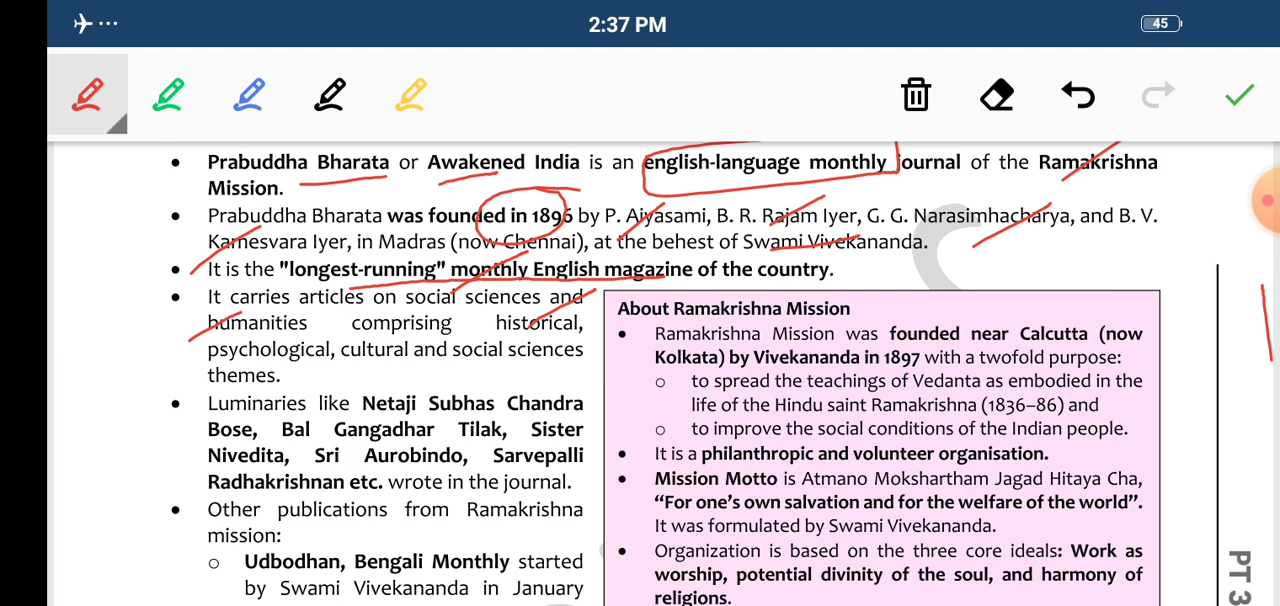 2:37 PM
45
• Prabuddha Bharata or Awakened India is an english-language monthly journal of the Ramakrishna
Mission.
• Prabuddha Bharata was founded in 1896 by P. Aiyasami, B. R. Rajam Iyer, G. G. Narasimhacharya, and B. V.
Kamesvara Iyer, in Madras (now Chennai), at the behest of Swami Vivekananda.
• It is the "longest-running" monthly English magazine of the country.
• It carries articles on social sciences and
humanities comprising historical,
psychological, cultural and social sciences
themes.
• Luminaries like Netaji Subhas Chandra
Bose, Bal Gangadhar Tilak, Sister
Nivedita, Sri Aurobindo, Sarvepalli
Radhakrishnan etc. wrote in the journal.
• Other publications from Ramakrishna
mission:
o Udbodhan, Bengali Monthly started
by Swami Vivekananda in January
About Ramakrishna Mission
• Ramakrishna Mission was founded near Calcutta (now
Kolkata) by Vivekananda in 1897 with a twofold purpose:
o to spread the teachings of Vedanta as embodied in the
life of the Hindu saint Ramakrishna (1836–86) and
o to improve the social conditions of the Indian people.
• It is a philanthropic and volunteer organisation.
• Mission Motto is Atmano Mokshartham Jagad Hitaya Cha,
“For one’s own salvation and for the welfare of the world”.
It was formulated by Swami Vivekananda.
• Organization is based on the three core ideals: Work as
worship, potential divinity of the soul, and harmony of
religions.
PT 3